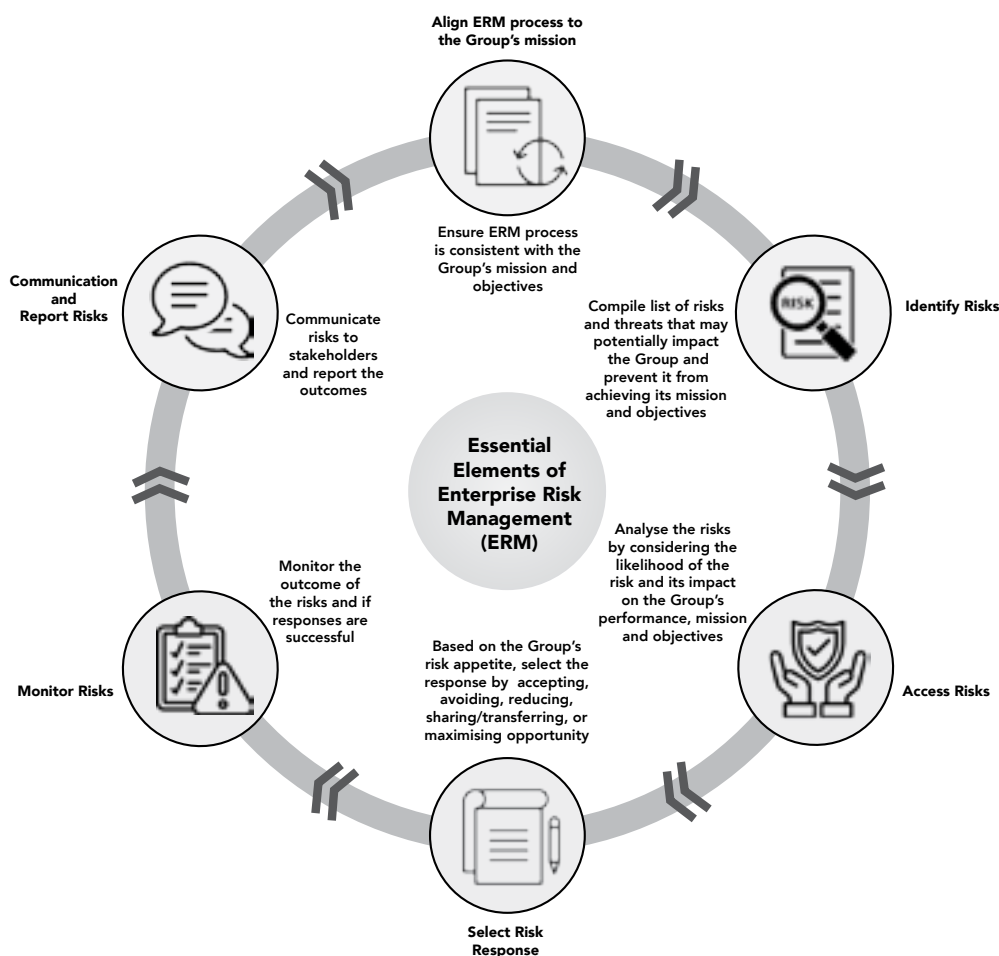 Align ERM process to
the Group's mission
Ensure ERM process
is consistent with the
Group's mission and
objectives
RISK
Identify Risks
Compile list of risks
and threats that may
potentially impact
the Group and
prevent it from
achieving its mission
and objectives
Access Risks
Analyse the risks
by considering the
likelihood of the
risk and its impact
on the Group's
performance, mission
and objectives
Select Risk
Response
Based on the Group's
risk appetite, select the
response by accepting,
avoiding, reducing,
sharing/transferring, or
maximising opportunity
Monitor Risks
Monitor the
outcome of
the risks and if
responses are
successful
Communication
and
Report Risks
Communicate
risks to
stakeholders
and report the
outcomes
Essential
Elements of
Enterprise Risk
Management
(ERM)